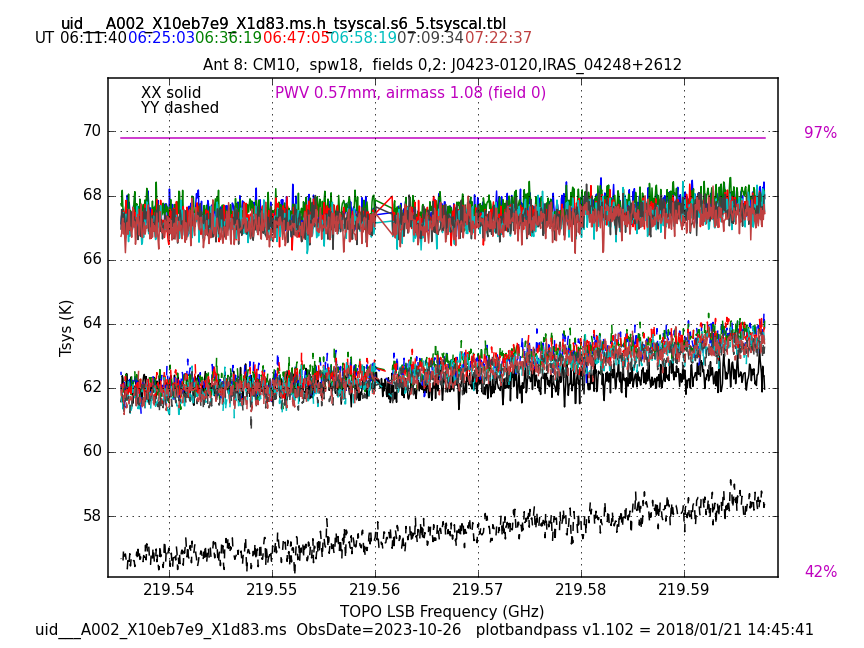 uid___A002_X10eb7e9_X1d83.ms.h_tsyscal.s6_5.tsyscal.tbl
UT 06:11:40 06:25:03 06:36:19 06:47:05 06:58:19 07:09:34 07:22:37
Ant 8: CM10,  spw18,  fields 0,2: J0423-0120,IRAS_04248+2612
XX solid
PWV 0.57mm, airmass 1.08 (field 0)
YY dashed
97%
70
68
66
64
62
60
58
Tsys (K)
42%
219.54 219.55 219.56 219.57 219.58 219.59
TOPO LSB Frequency (GHz)
uid___A002_X10eb7e9_X1d83.ms  ObsDate=2023-10-26   plotbandpass v1.102 = 2018/01/21 14:45:41